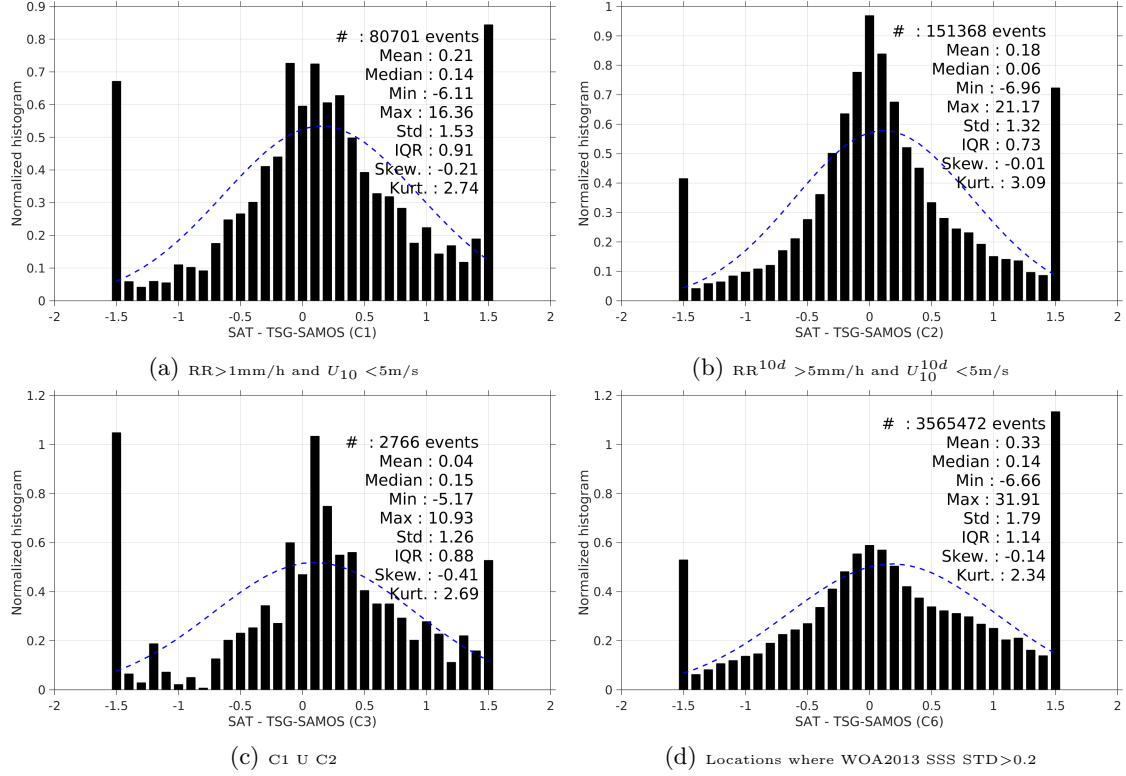 0.9
0.8
0.7
0.6
0.5
0.4
0.3
0.2
0.1
0
Normalized histogram
# : 80701 events
Mean : 0.21
Median : 0.14
Min : -6.11
Max : 16.36
Std : 1.53
IQR : 0.91
Skew. : -0.21
Kurt. : 2.74
-2 -1.5 -1 -0.5 0 0.5 1 1.5 2
SAT - TSG-SAMOS (C1)
(a) RR>1mm/h and U10 <5m/s
1
0.9
0.8
0.7
0.6
0.5
0.4
0.3
0.2
0.1
0
Normalized histogram
# : 151368 events
Mean : 0.18
Median : 0.06
Min : -6.96
Max : 21.17
Std : 1.32
IQR : 0.73
Skew. : -0.01
Kurt. : 3.09
-2 -1.5 -1 -0.5 0 0.5 1 1.5 2
SAT - TSG-SAMOS (C2)
(b) RR10d >5mm/h and U10d10 <5m/s
1.2
1
0.8
0.6
0.4
0.2
0
Normalized histogram
# : 2766 events
Mean : 0.04
Median : 0.15
Min : -5.17
Max : 10.93
Std : 1.26
IQR : 0.88
Skew. : -0.41
Kurt. : 2.69
-2 -1.5 -1 -0.5 0 0.5 1 1.5 2
SAT - TSG-SAMOS (C3)
(c) C1 U C2
1.2
1
0.8
0.6
0.4
0.2
0
Normalized histogram
# : 3565472 events
Mean : 0.33
Median : 0.14
Min : -6.66
Max : 31.91
Std : 1.79
IQR : 1.14
Skew. : -0.14
Kurt. : 2.34
-2 -1.5 -1 -0.5 0 0.5 1 1.5 2
SAT - TSG-SAMOS (C6)
(d) Locations where WOA2013 SSS STD>0.2